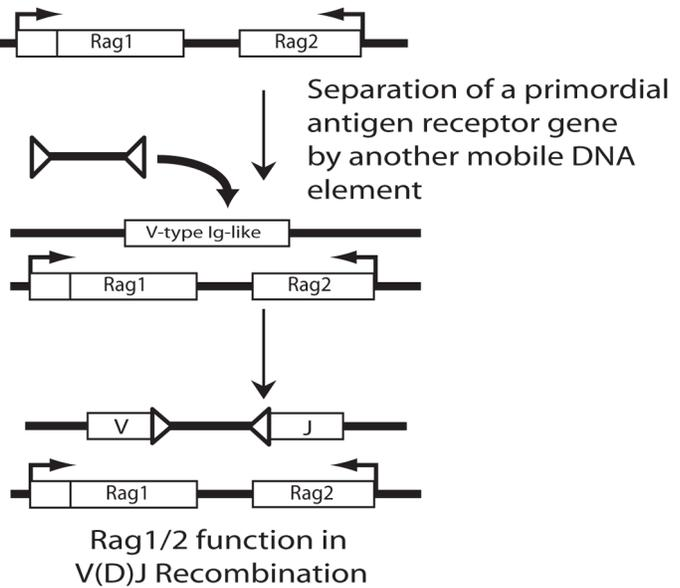 Rag1 Rag2
Separation of a primordial
antigen receptor gene
by another mobile DNA
element
V-type Ig-like
Rag1 Rag2
V J
Rag1 Rag2
Rag1/2 function in
V(D)J Recombination